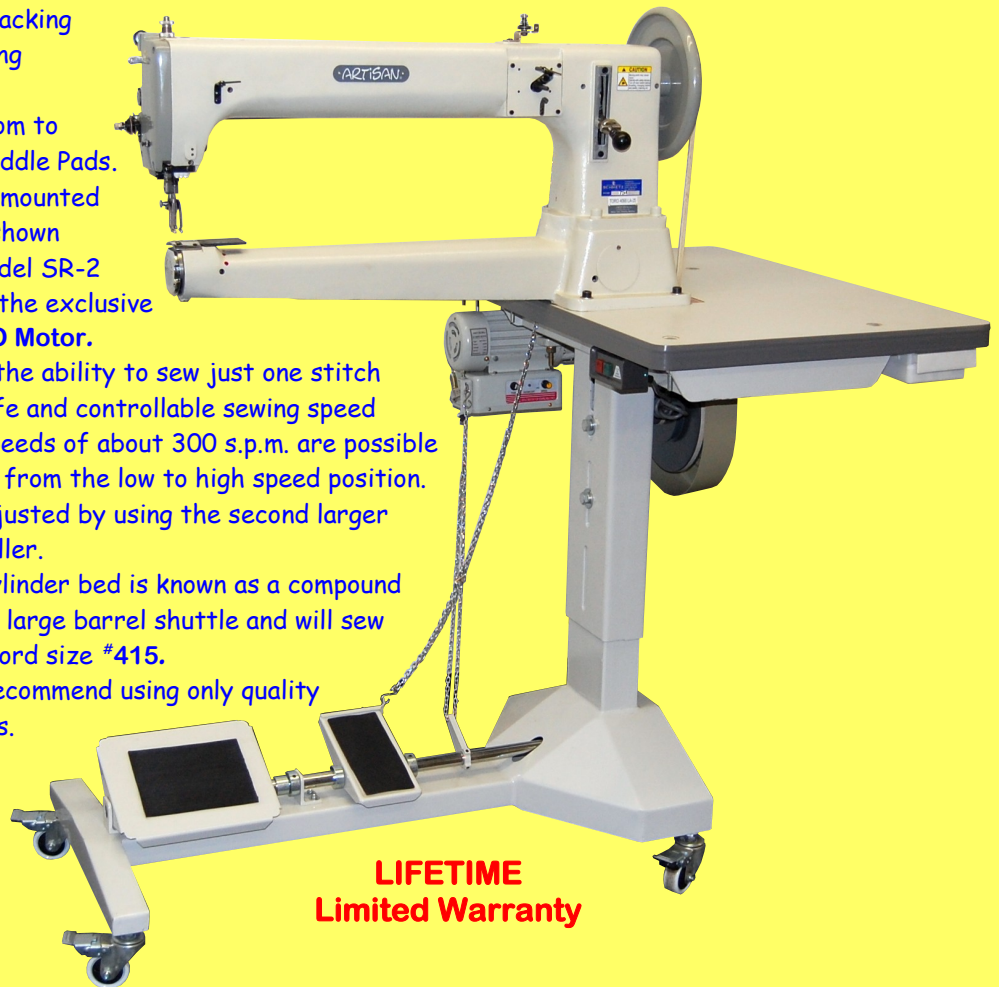 acking
ng
om to
ddle Pads.
mounted
hown
del SR-2
the exclusive
O Motor.
the ability to sew just one stitch
fe and controllable sewing speed
eeds of about 300 s.p.m. are possible
from the low to high speed position.
justed by using the second larger
ller.
ylinder bed is known as a compound
large barrel shuttle and will sew
ord size #415.
ecommend using only quality
s.
·ARTISAN·
CAUTION
LIFETIME
Limited Warranty